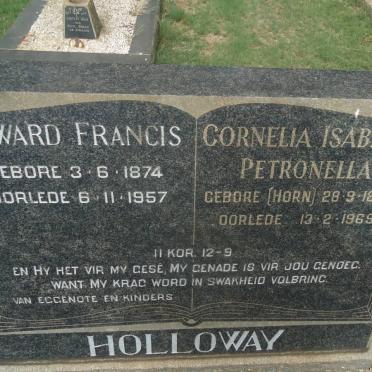 WARD FRANCIS
EBORE 3·6·1874
OORLEDE 6·11·1957
CORNELIA ISAB
PETRONELLA
GEBORE (HORN) 28·9·18
OORLEDE 13·2·1969
II KOR. 12-9
EN HY HET VIR MY GESÊ, MY GENADE IS VIR JOU GENOEG.
WANT MY KRAG WORD IN SWAKHEID VOLBRING.
VAN EGGENOTE EN KINDERS
HOLLOWAY